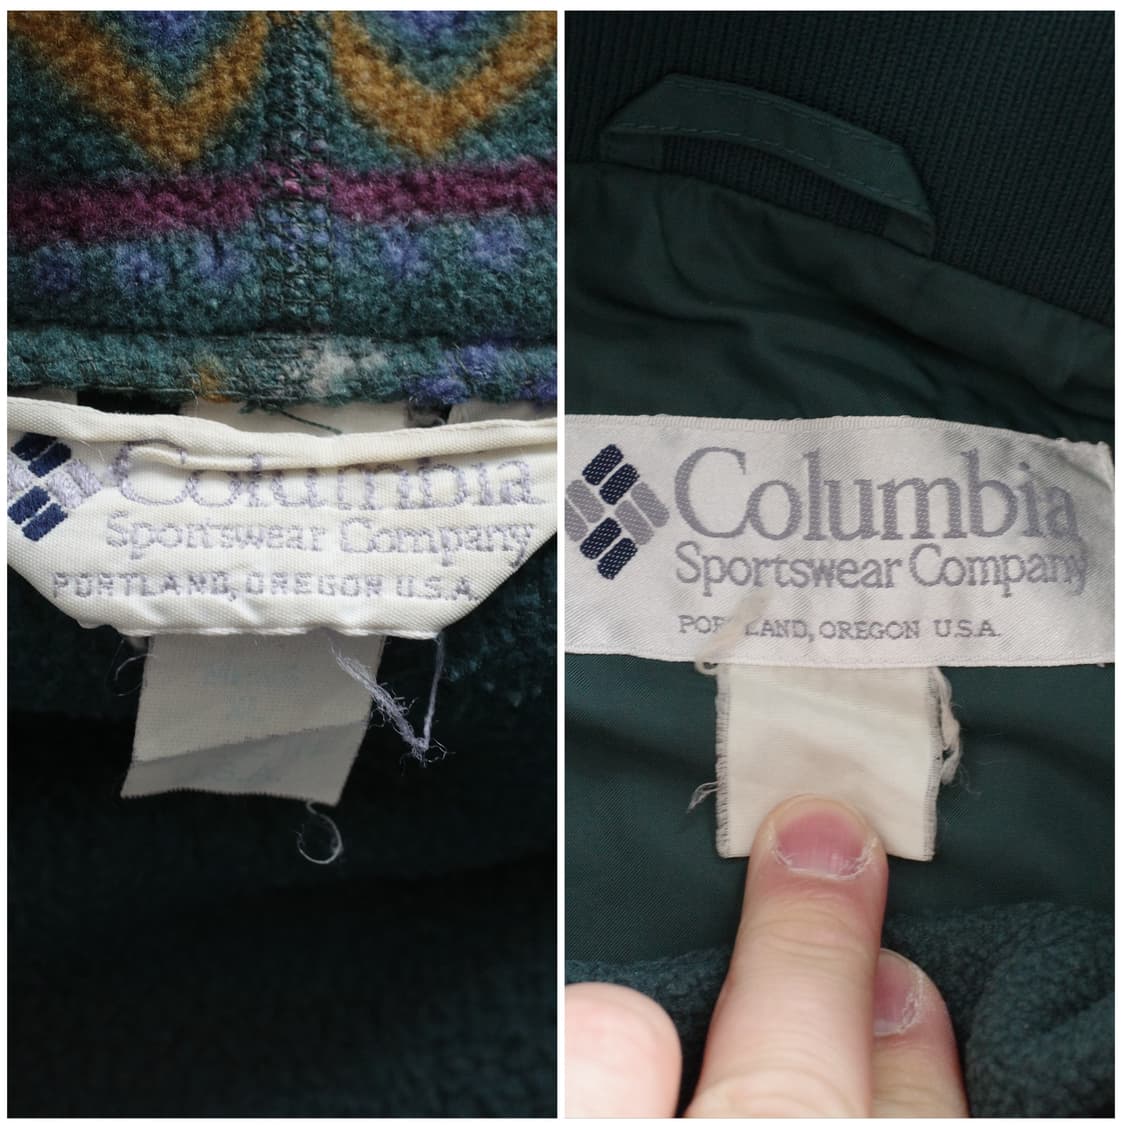 Columbia
Sportswear Company
PORTLAND, OREGON U.S.A.
Columbia
Sportswear Company
PORTLAND, OREGON U.S.A.